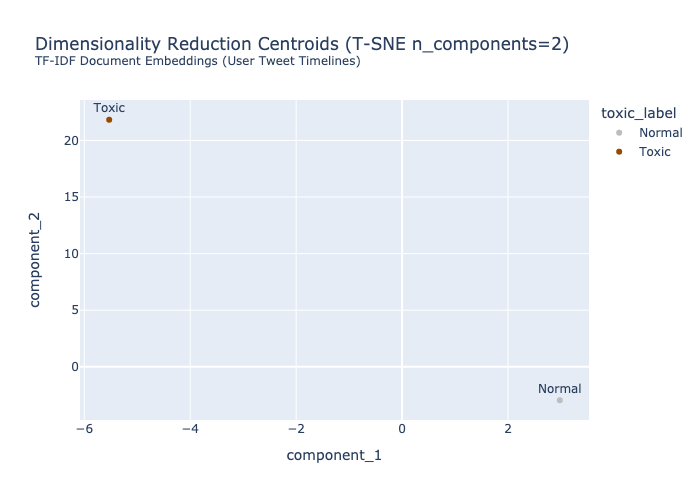 Dimensionality Reduction Centroids (T-SNE n_components=2)
TF-IDF Document Embeddings (User Tweet Timelines)
Toxic
toxic_label
Normal
Toxic
20
15
10
5
0
component_2
Normal
−6
−4
−2
0
2
component_1